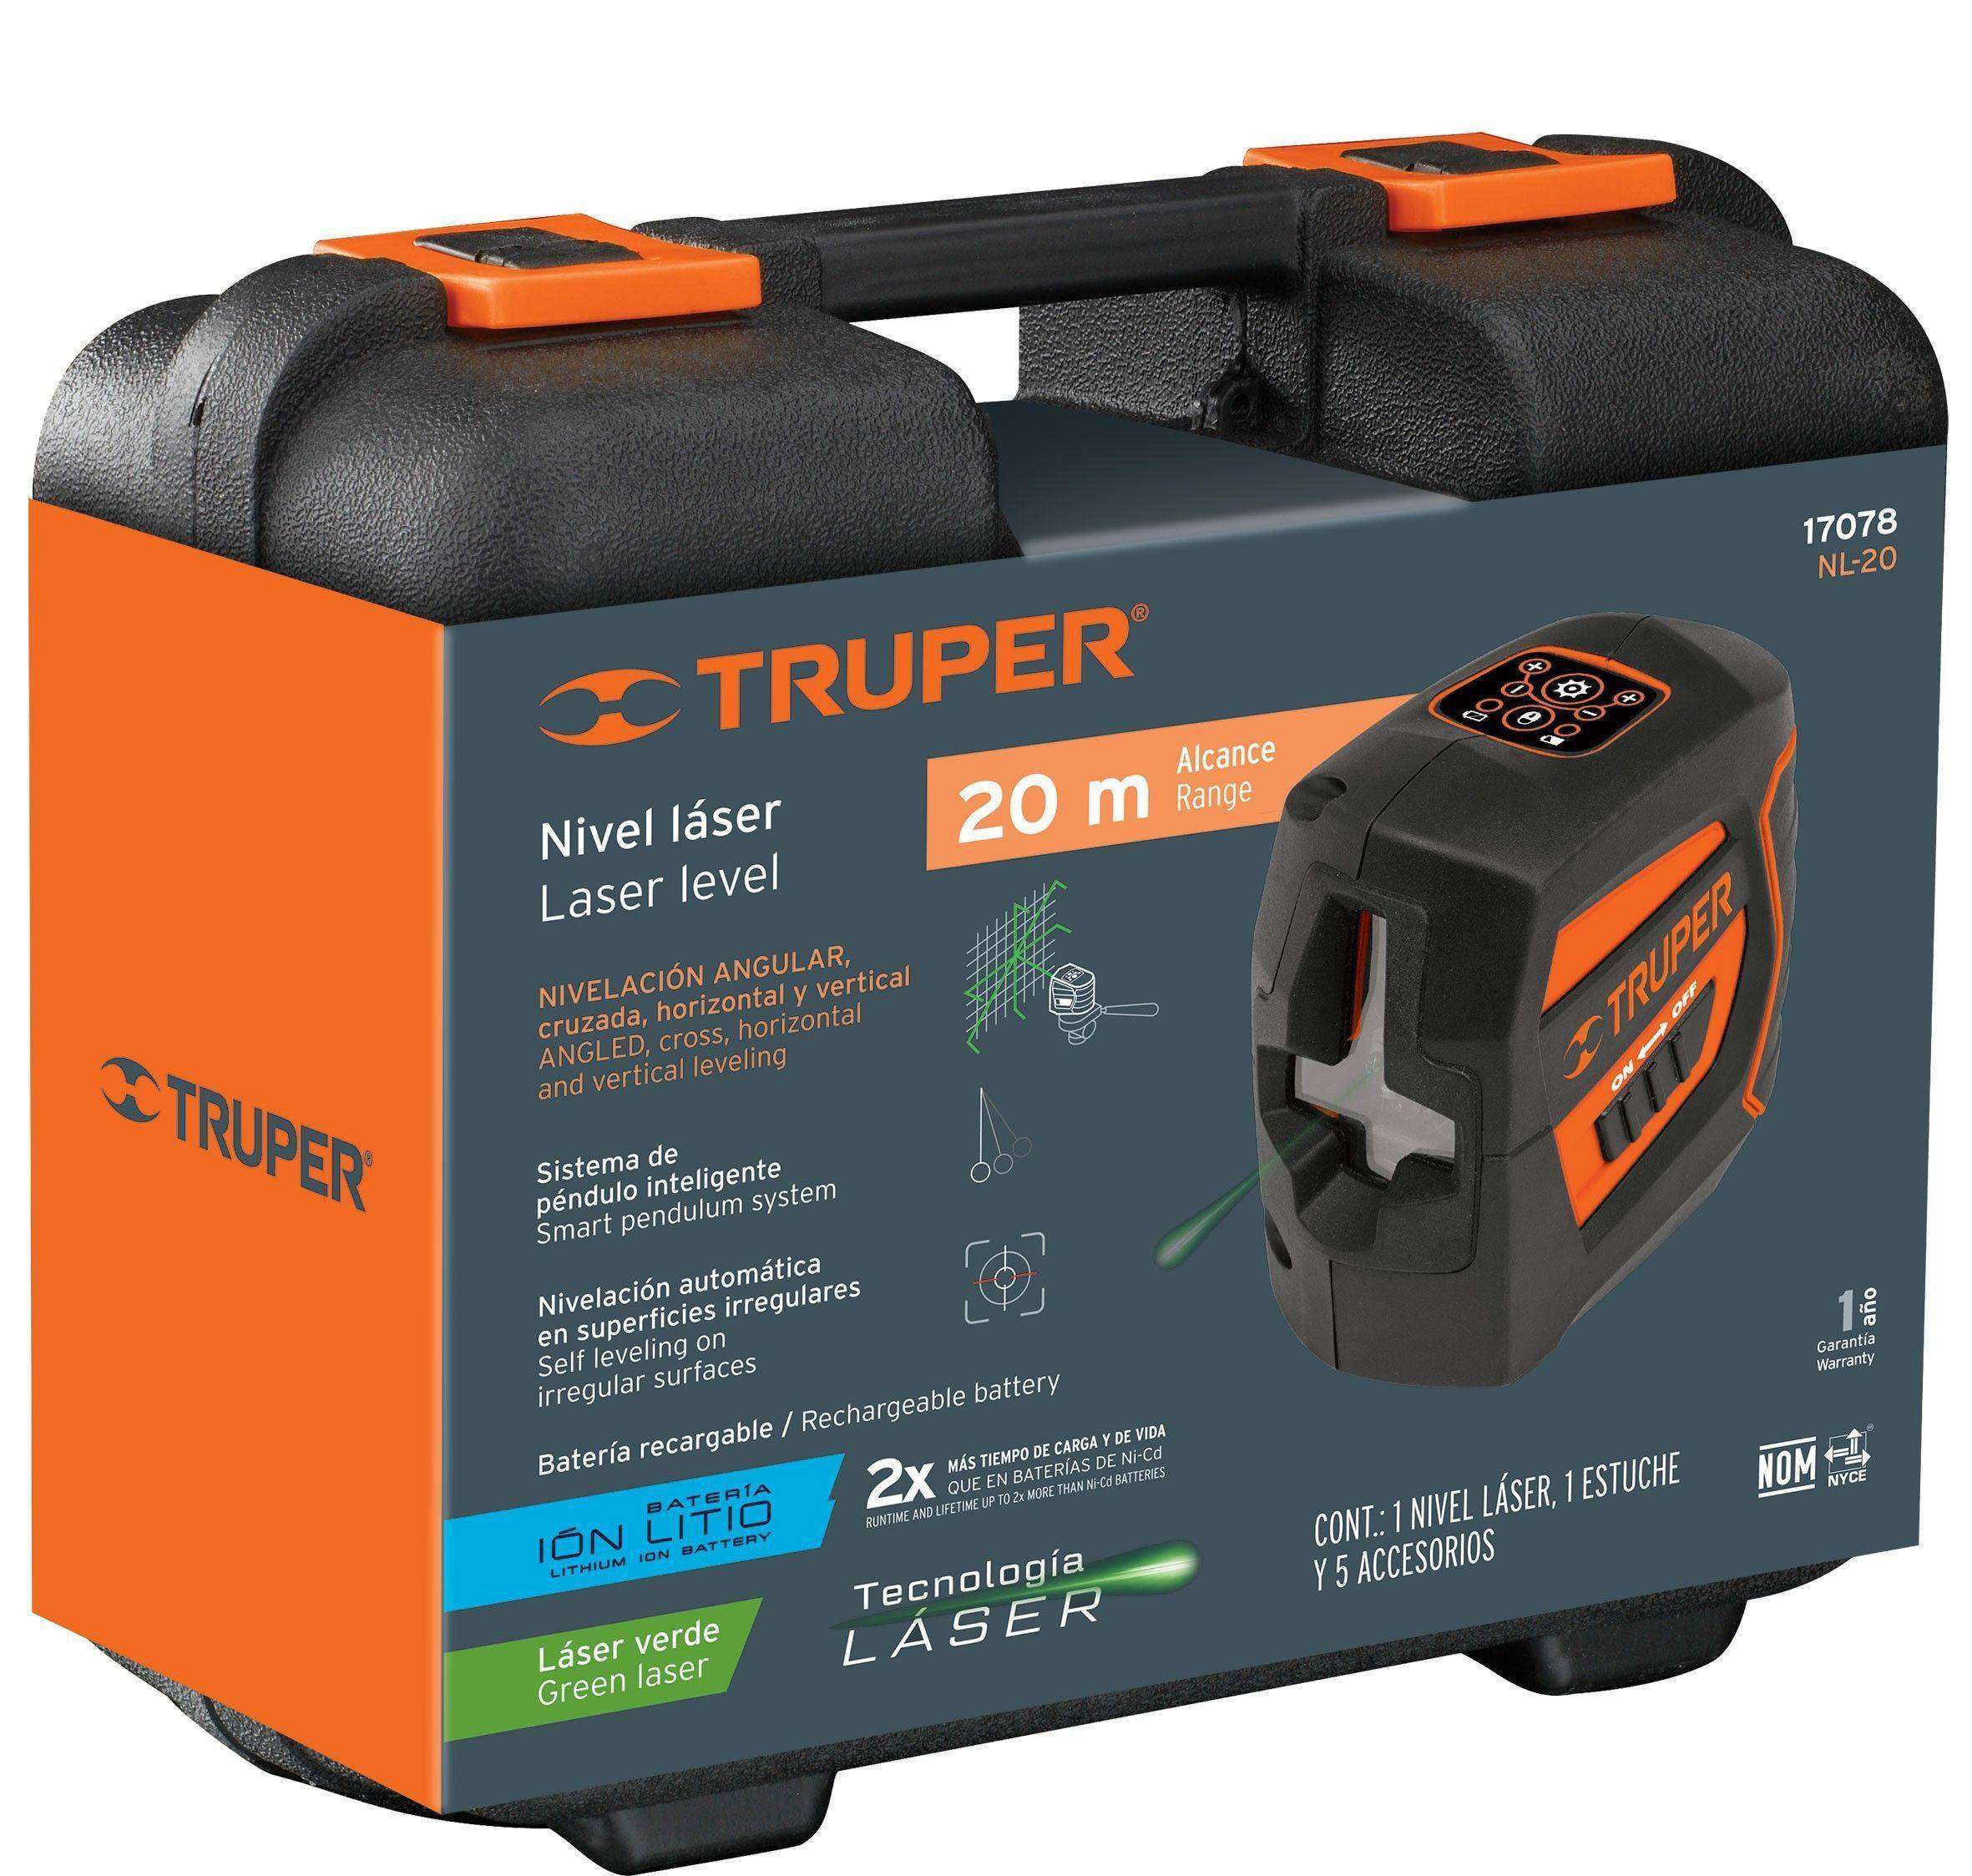 17078
NL-20
TRUPER®
20 m
Alcance
Range
Nivel láser
Laser level
NIVELACIÓN ANGULAR,
cruzada, horizontal y vertical
ANGLED, cross, horizontal
and vertical leveling
Sistema de
péndulo inteligente
Smart pendulum system
Nivelación automática
en superficies irregulares
Self leveling on
irregular surfaces
Batería recargable / Rechargeable battery
BATERÍA
IÓN LITIO
LITHIUM ION BATTERY
2x
MÁS TIEMPO DE CARGA Y DE VIDA
QUE EN BATERÍAS DE Ni-Cd
RUNTIME AND LIFETIME UP TO 2x MORE THAN Ni-Cd BATTERIES
Láser verde
Green laser
Tecnología
LÁSER
TRUPER
ON OFF
1 año
Garantía
Warranty
NOM
NYCE
CONT.: 1 NIVEL LÁSER, 1 ESTUCHE
Y 5 ACCESORIOS
TRUPER®